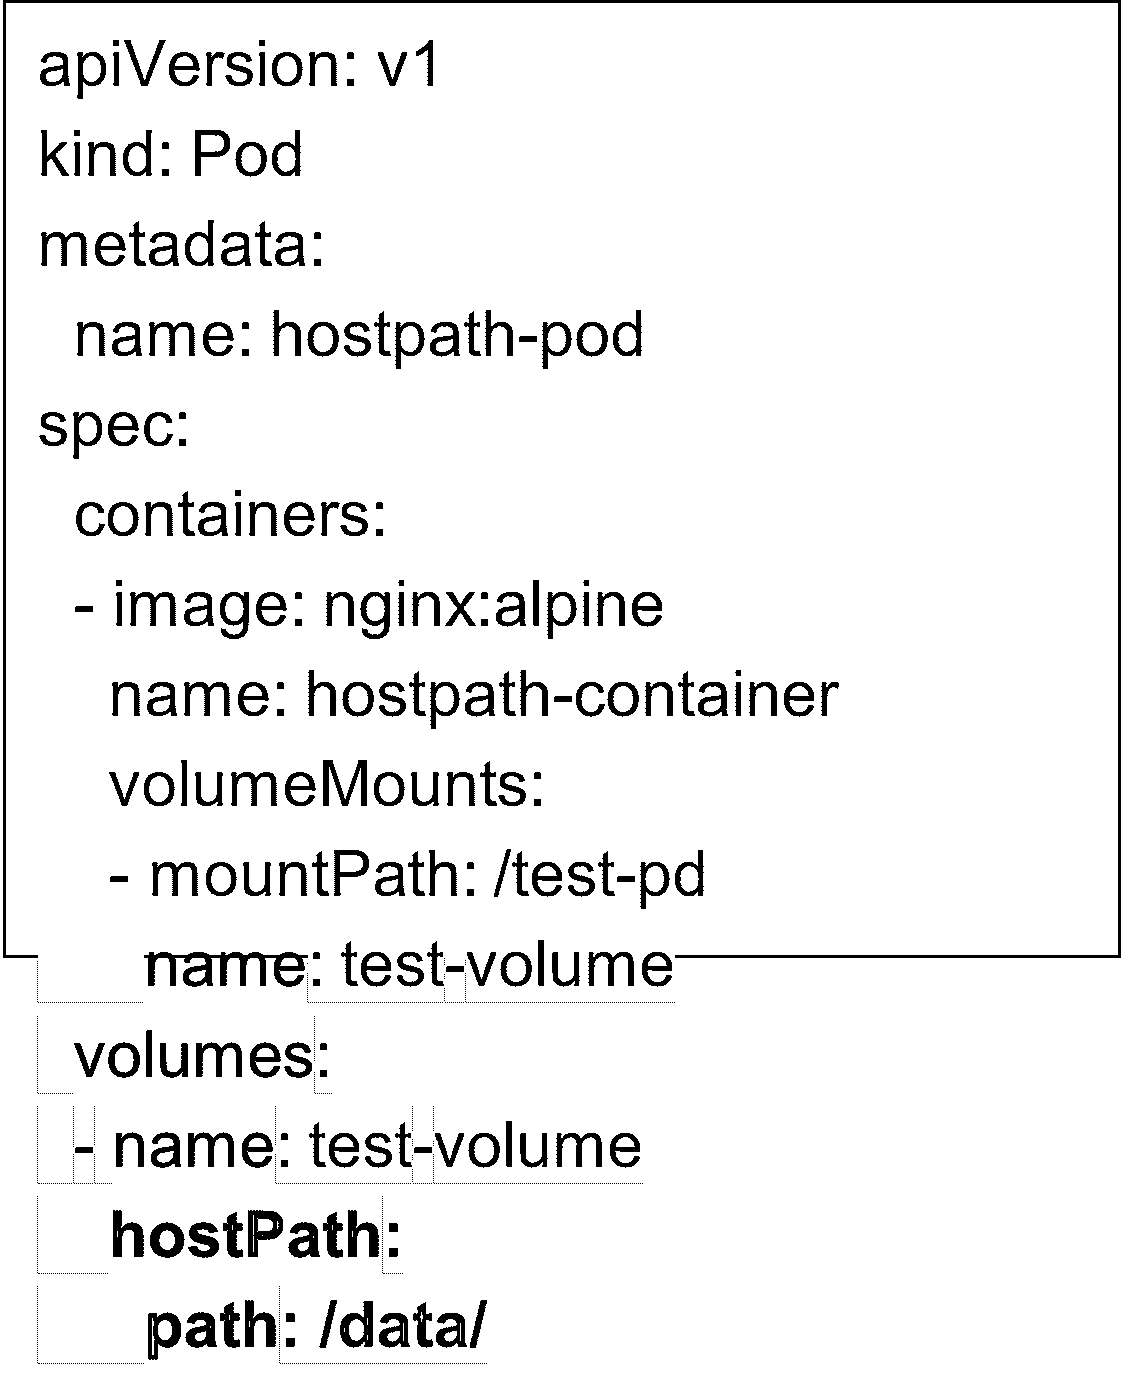 apiVersion: v1
kind: Pod
metadata:
  name: hostpath-pod
spec:
  containers:
  - image: nginx:alpine
    name: hostpath-container
    volumeMounts:
    - mountPath: /test-pd
      name: test-volume
  volumes:
  - name: test-volume
    hostPath:
      path: /data/